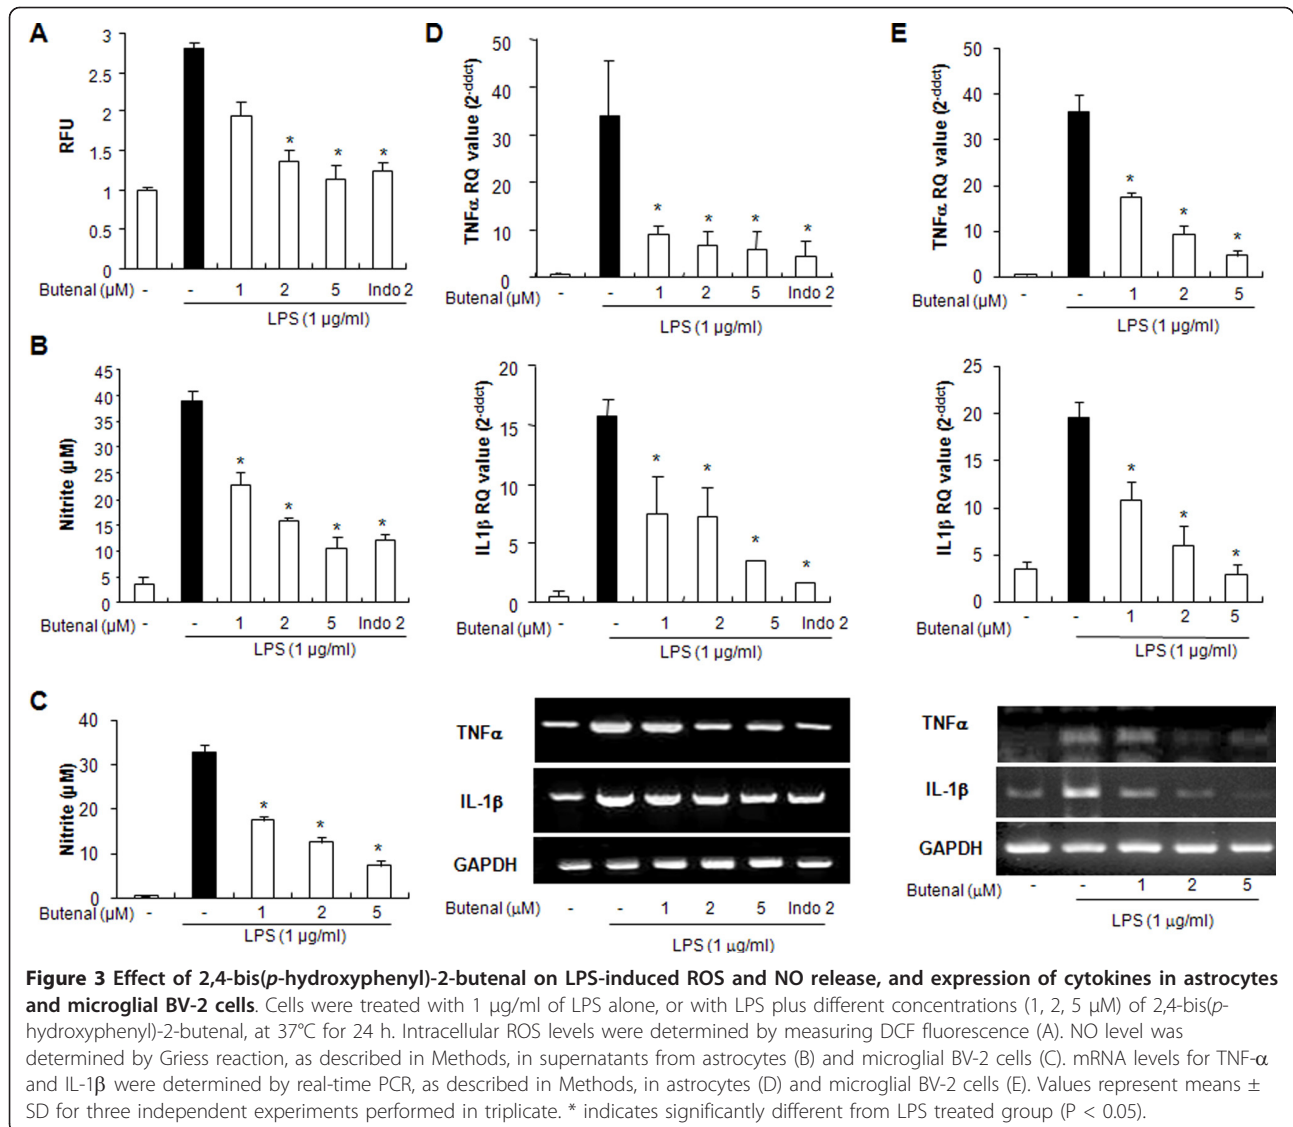 A
3
2.5
2
1.5
1
0.5
0
RFU
* * *
Butenal (µM) - - 1 2 5 Indo 2
LPS (1 µg/ml)
B
45
40
35
30
25
20
15
10
5
0
Nitrite (µM)
* * * *
Butenal (µM) - - 1 2 5 Indo 2
LPS (1 µg/ml)
C
40
30
20
10
0
Nitrite (µM)
* * *
Butenal (µM) - - 1 2 5
LPS (1 µg/ml)
D
50
40
30
20
10
0
TNFα RQ value (2-ddct)
* * * *
Butenal (µM) - - 1 2 5 Indo 2
LPS (1 µg/ml)
20
15
10
5
0
IL1β RQ value (2-ddct)
* * * *
Butenal (µM) - - 1 2 5 Indo 2
LPS (1 µg/ml)
TNFα
IL-1β
GAPDH
Butenal (µM) - - 1 2 5 Indo 2
LPS (1 µg/ml)
E
50
40
30
20
10
0
TNFα RQ value (2-ddct)
* * *
Butenal (µM) - - 1 2 5
LPS (1 µg/ml)
25
20
15
10
5
0
IL1β RQ value (2-ddct)
* * *
Butenal (µM) - - 1 2 5
LPS (1 µg/ml)
TNFα
IL-1β
GAPDH
Butenal (µM) - - 1 2 5
LPS (1 µg/ml)
Figure 3 Effect of 2,4-bis(p-hydroxyphenyl)-2-butenal on LPS-induced ROS and NO release, and expression of cytokines in astrocytes
and microglial BV-2 cells. Cells were treated with 1 µg/ml of LPS alone, or with LPS plus different concentrations (1, 2, 5 µM) of 2,4-bis(p-
hydroxyphenyl)-2-butenal, at 37°C for 24 h. Intracellular ROS levels were determined by measuring DCF fluorescence (A). NO level was
determined by Griess reaction, as described in Methods, in supernatants from astrocytes (B) and microglial BV-2 cells (C). mRNA levels for TNF-α
and IL-1β were determined by real-time PCR, as described in Methods, in astrocytes (D) and microglial BV-2 cells (E). Values represent means ±
SD for three independent experiments performed in triplicate. * indicates significantly different from LPS treated group (P < 0.05).